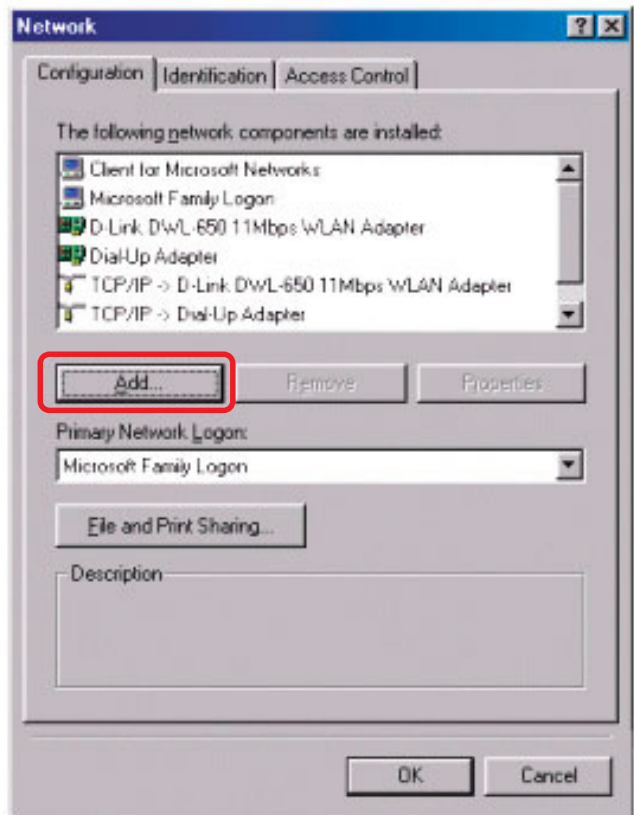 Network
Configuration Identification Access Control
The following network components are installed:
Client for Microsoft Networks
Microsoft Family Logon
D-Link DWL-650 11Mbps WLAN Adapter
Dial-Up Adapter
TCP/IP -> D-Link DWL-650 11Mbps WLAN Adapter
TCP/IP -> Dial-Up Adapter
Add... Remove Properties
Primary Network Logon:
Microsoft Family Logon
File and Print Sharing...
Description
OK Cancel